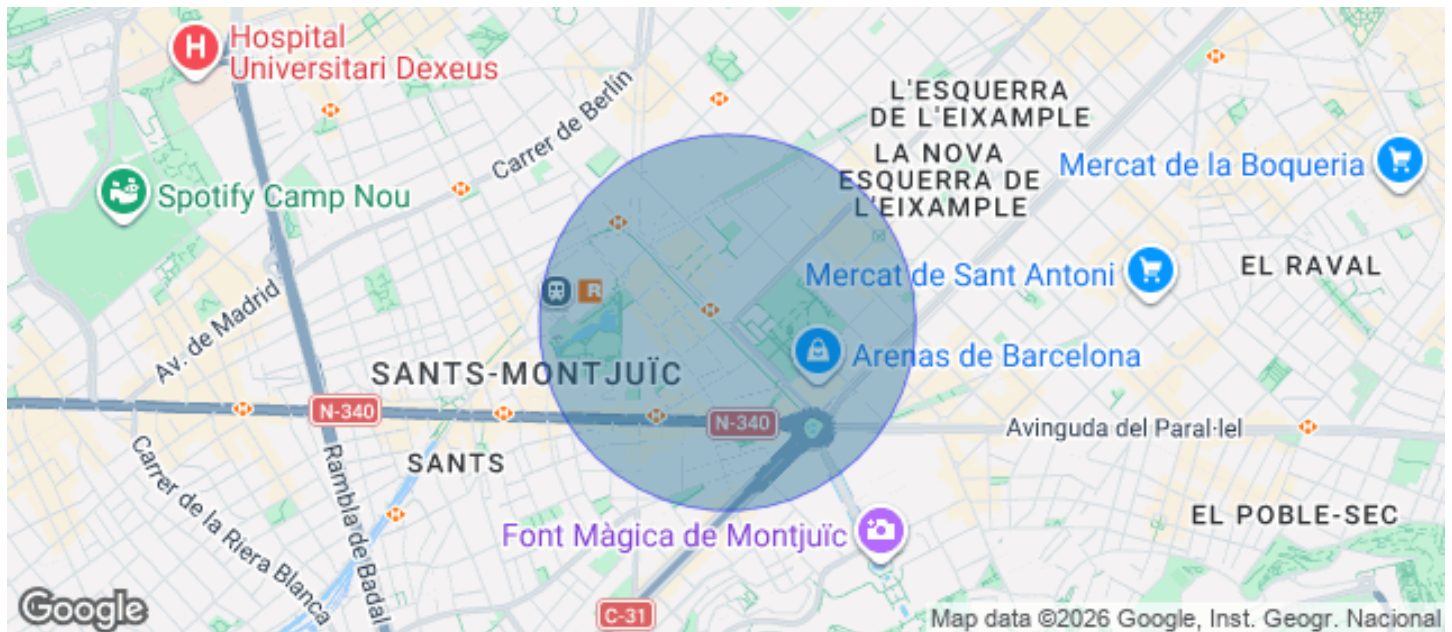 Hospital
Universitari Dexeus
Carrer de Berlín
L'ESQUERRA
DE L'EIXAMPLE
LA NOVA
ESQUERRA DE
L'EIXAMPLE
Mercat de la Boqueria
Spotify Camp Nou
Mercat de Sant Antoni
EL RAVAL
Av. de Madrid
R
Arenas de Barcelona
SANTS-MONTJUÏC
N-340
N-340
Avinguda del Paral·lel
SANTS
Carrer de la Riera Blanca
Rambla de Badal
EL POBLE-SEC
Font Màgica de Montjuïc
C-31
Google
Map data ©2026 Google, Inst. Geogr. Nacional